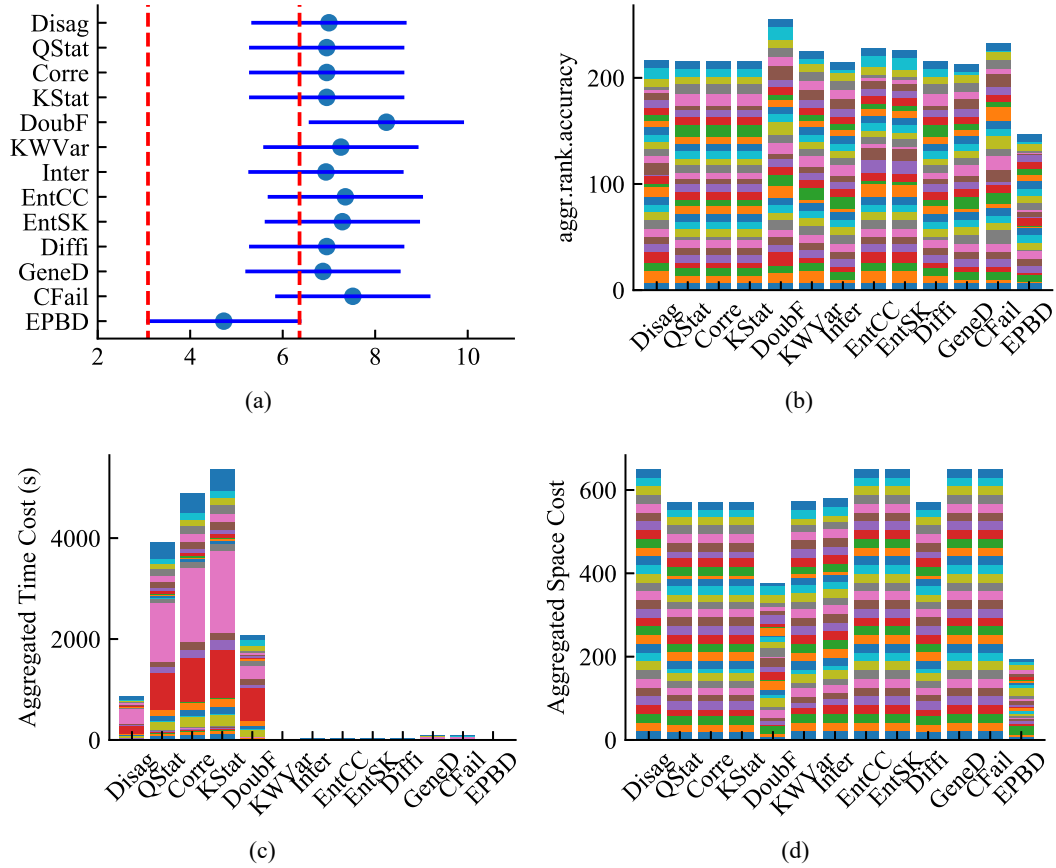 Disag
QStat
Corre
KStat
DoubF
KWVar
Inter
EntCC
EntSK
Diffi
GeneD
CFail
EPBD
2 4 6 8 10
(a)
aggr.rank.accuracy
200
100
0
Disag QStat Corre KStat DoubF KWVar Inter EntCC EntSK Diffi GeneD CFail EPBD
(b)
Aggregated Time Cost (s)
4000
2000
0
Disag QStat Corre KStat DoubF KWVar Inter EntCC EntSK Diffi GeneD CFail EPBD
(c)
Aggregated Space Cost
600
400
200
0
Disag QStat Corre KStat DoubF KWVar Inter EntCC EntSK Diffi GeneD CFail EPBD
(d)